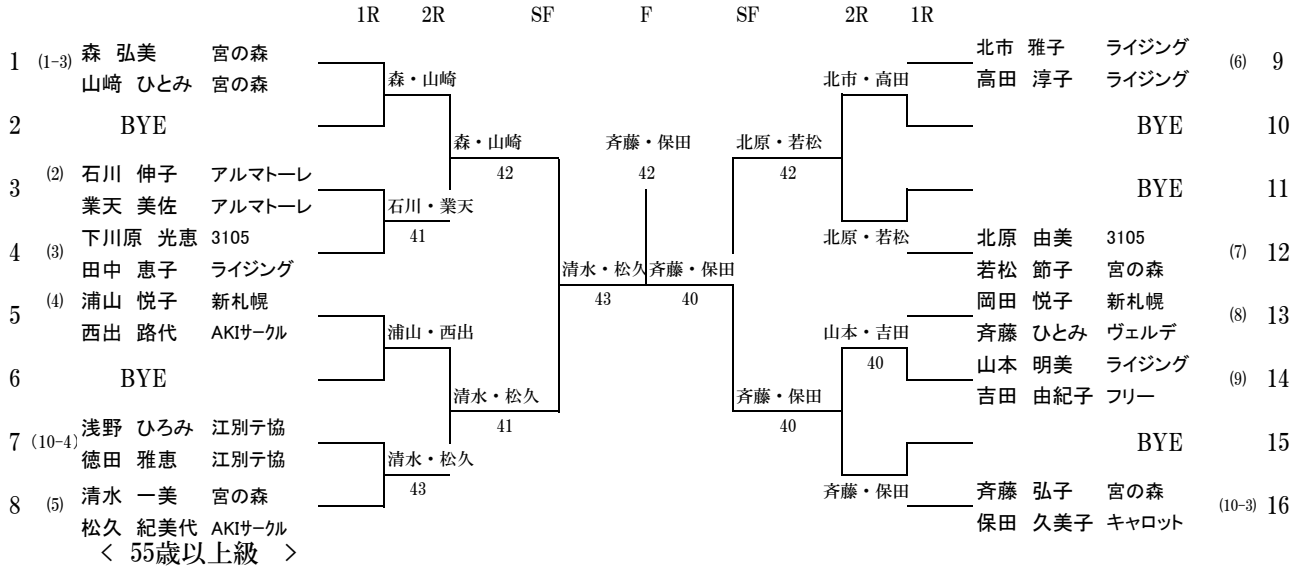 1R 2R SF F SF 2R 1R
1 (1-3) 森 弘美 宮の森 北市 雅子 ライジング (6) 9
山﨑 ひとみ 宮の森 森・山崎 北市・高田 高田 淳子 ライジング
2 BYE BYE 10
森・山崎 斉藤・保田 北原・若松
42 42 42
3 (2) 石川 伸子 アルマトーレ BYE 11
業天 美佐 アルマトーレ 石川・業天
41 北原・若松
4 (3) 下川原 光恵 3105 北原 由美 3105 (7) 12
田中 恵子 ライジング 清水・松久 斉藤・保田 若松 節子 宮の森
43 40
5 (4) 浦山 悦子 新札幌 岡田 悦子 新札幌 (8) 13
西出 路代 AKIサークル 浦山・西出 山本・吉田 斉藤 ひとみ ヴェルデ
40
6 BYE 山本 明美 ライジング (9) 14
清水・松久 斉藤・保田 吉田 由紀子 フリー
41 40
7 (10-4) 浅野 ひろみ 江別テ協 BYE 15
徳田 雅恵 江別テ協 清水・松久
43 斉藤・保田
8 (5) 清水 一美 宮の森 斉藤 弘子 宮の森 (10-3) 16
松久 紀美代 AKIサークル 保田 久美子 キャロット
< 55歳以上級 >